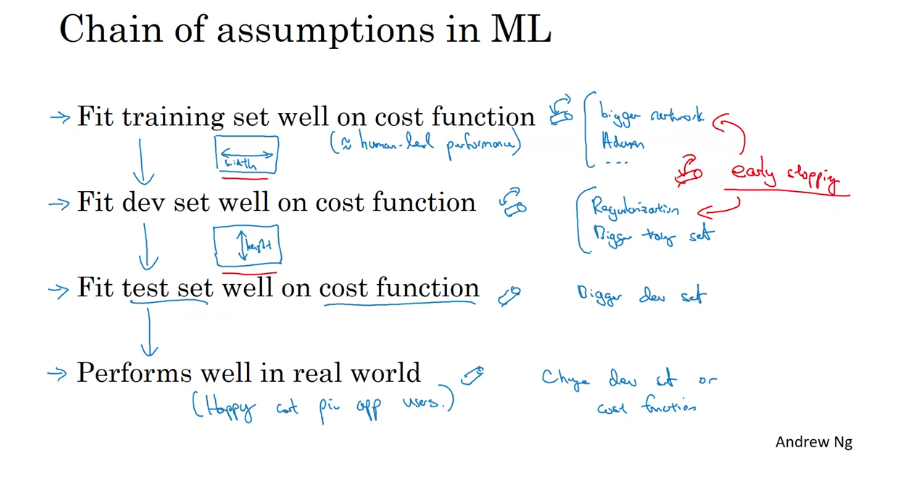 Chain of assumptions in ML
→ Fit training set well on cost function
(≈ human-level performance)
bigger network
Adam
...
width
early stopping
→ Fit dev set well on cost function
Regularization
Bigger set
height
→ Fit test set well on cost function
Bigger dev set
→ Performs well in real world
(Happy cat pic app users.)
Change dev set or
cost function
Andrew Ng